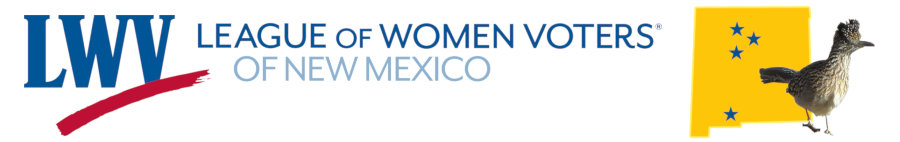 LWV
LEAGUE OF WOMEN VOTERS®
OF NEW MEXICO